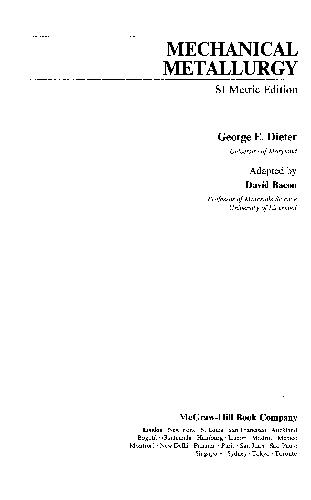 MECHANICAL
METALLURGY
SI Metric Edition
George E. Dieter
University of Maryland
Adapted by
David Bacon
Professor of Materials Science
University of Liverpool
McGraw-Hill Book Company
London · New York · St Louis · San Francisco · Auckland
Bogotá · Guatemala · Hamburg · Lisbon · Madrid · Mexico
Montreal · New Delhi · Panama · Paris · San Juan · São Paulo
Singapore · Sydney · Tokyo · Toronto